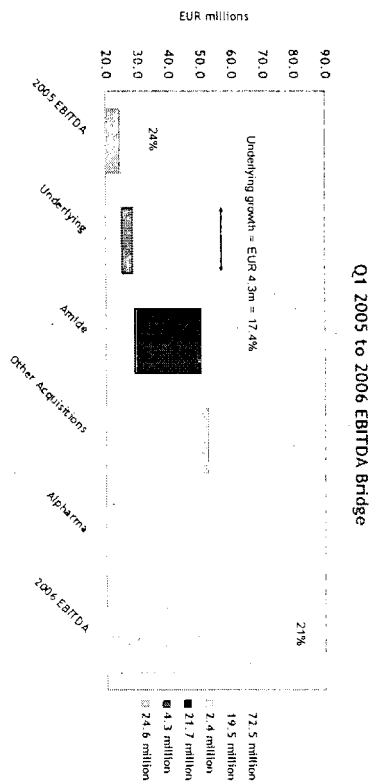 Q1 2005 to 2006 EBITDA Bridge
EUR millions
90.0
80.0
70.0
60.0
50.0
40.0
30.0
20.0
24%
Underlying growth = EUR 4.3m = 17.4%
21%
2005 EBITDA
Underlying
Amide
Other Acquisitions
Alpharma
2006 EBITDA
72.5 million
19.5 million
2.4 million
21.7 million
4.3 million
24.6 million